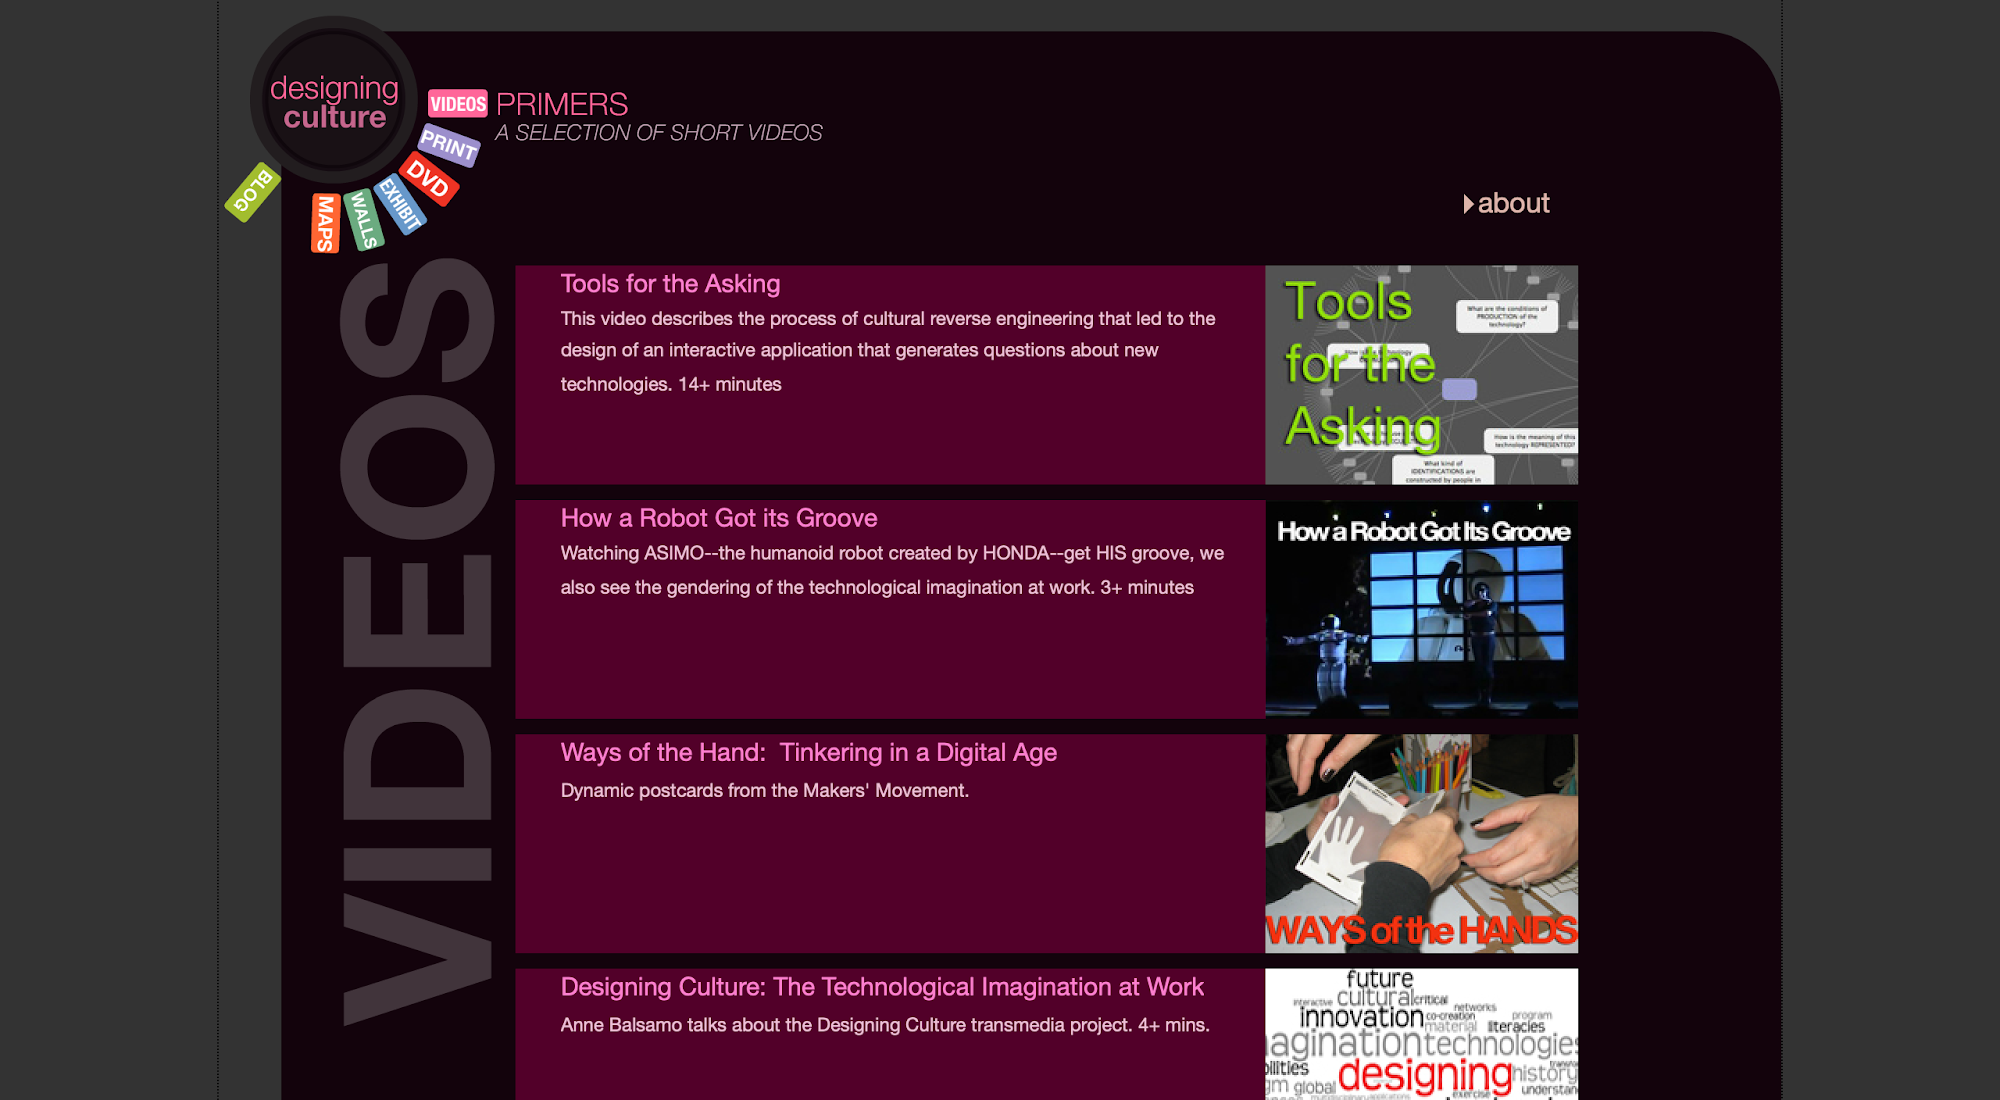 designing
culture
VIDEOS
PRIMERS
A SELECTION OF SHORT VIDEOS
PRINT
DVD
EXHIBIT
WALLS
MAPS
BLOG
about
VIDEOS
Tools for the Asking
This video describes the process of cultural reverse engineering that led to the
design of an interactive application that generates questions about new
technologies. 14+ minutes
Tools
for the
Asking
What are the conditions of
PRODUCTION of the
technology?
How is the meaning of this
technology REPRESENTED?
What kind of
IDENTIFICATIONS are
constructed by people in
How a Robot Got its Groove
Watching ASIMO--the humanoid robot created by HONDA--get HIS groove, we
also see the gendering of the technological imagination at work. 3+ minutes
How a Robot Got Its Groove
Ways of the Hand:  Tinkering in a Digital Age
Dynamic postcards from the Makers' Movement.
WAYS of the HANDS
Designing Culture: The Technological Imagination at Work
Anne Balsamo talks about the Designing Culture transmedia project. 4+ mins.
future
interactive cultural critical networks
innovation co-creation program
material literacies
agination technologies
bilities designing history
gm global understan
exercise